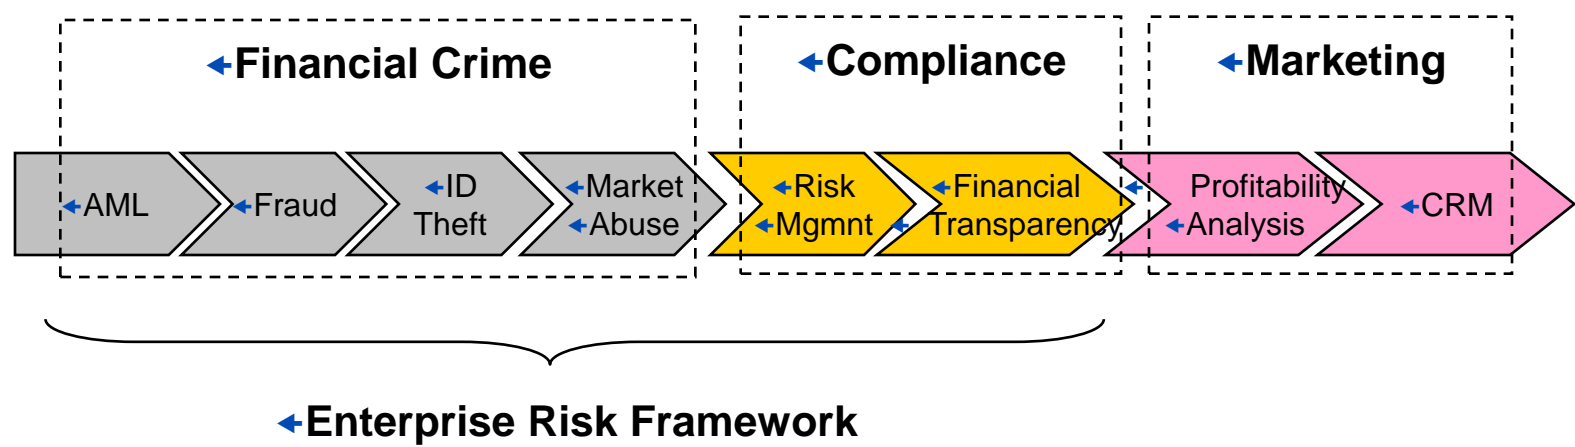 Financial Crime
Compliance
Marketing
AML
Fraud
ID
Theft
Market
Abuse
Risk
Mgmnt
Financial
Transparency
Profitability
Analysis
CRM
Enterprise Risk Framework